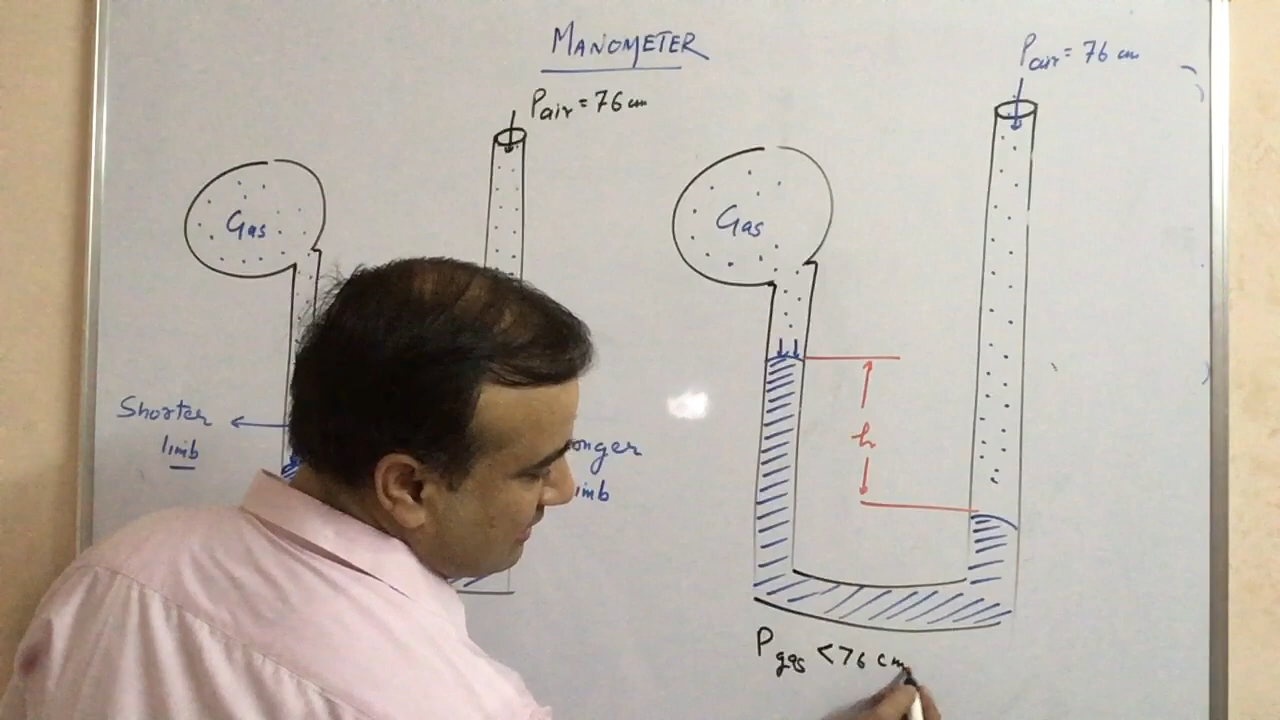 MANOMETER
Pair = 76 cm
Pair = 76 cm
Gas
Gas
Shorter
limb
onger
imb
h
Pgas < 76 cm